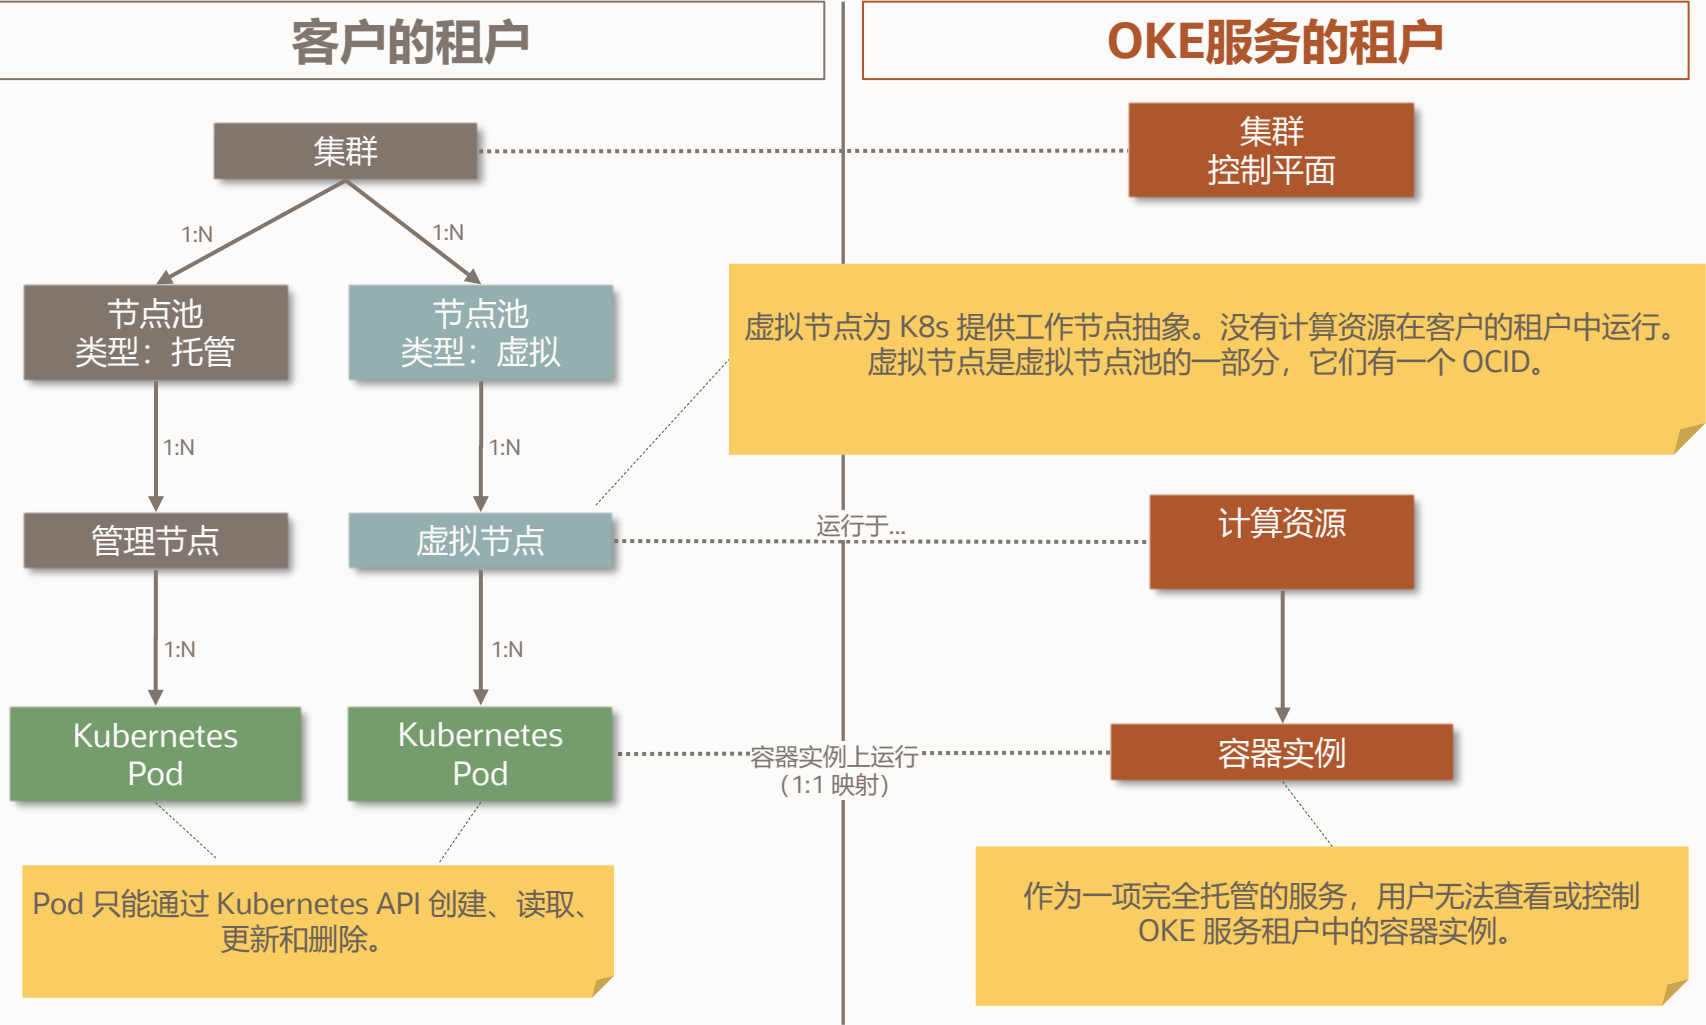 客户的租户
OKE服务的租户
集群
集群
控制平面
1:N
1:N
节点池
类型：托管
节点池
类型：虚拟
虚拟节点为 K8s 提供工作节点抽象。没有计算资源在客户的租户中运行。
虚拟节点是虚拟节点池的一部分，它们有一个 OCID。
1:N
1:N
管理节点
虚拟节点
运行于...
计算资源
1:N
1:N
Kubernetes
Pod
Kubernetes
Pod
容器实例上运行
（1:1 映射）
容器实例
Pod 只能通过 Kubernetes API 创建、读取、
更新和删除。
作为一项完全托管的服务，用户无法查看或控制
OKE 服务租户中的容器实例。